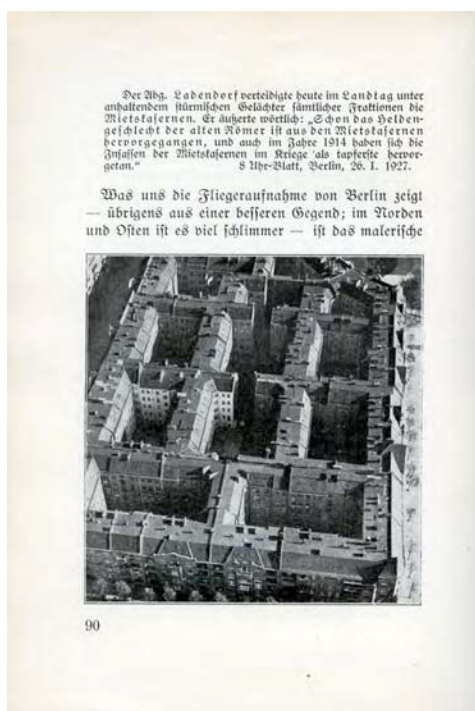 Der Abg. Ladendorf verteidigte heute im Landtag unter
anhaltendem stürmischen Gelächter sämtlicher Fraktionen die
Mietskasernen. Er äußerte wörtlich: „Schon das Helden-
geschlecht der alten Römer ist aus den Mietskasernen
hervorgegangen, und auch im Jahre 1914 haben sich die
Insassen der Mietskasernen im Kriege als tapferste hervor-
getan.“ 8 Uhr-Blatt, Berlin, 26. I. 1927.
Was uns die Fliegeraufnahme von Berlin zeigt
— übrigens aus einer besseren Gegend; im Norden
und Osten ist es viel schlimmer — ist das malerische
90